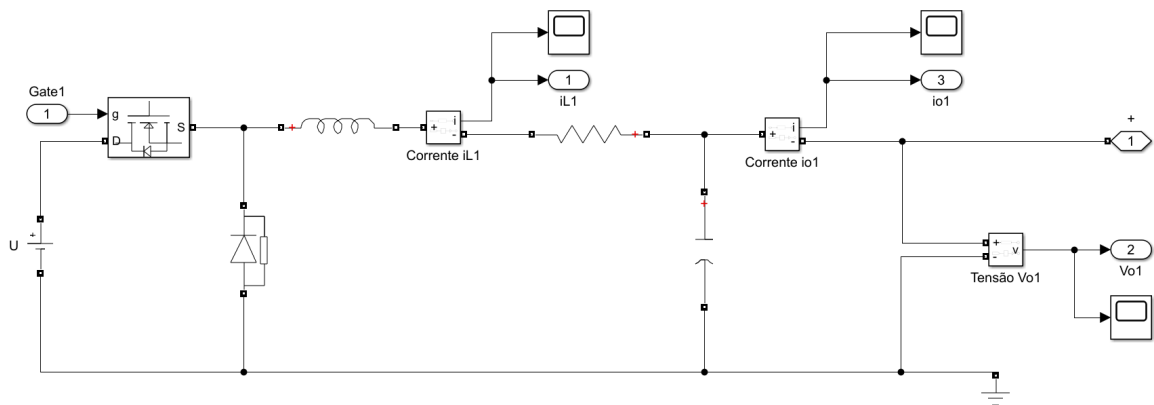 Gate1
1
g
D
S
U
+
+
+
i
-
Corrente iL1
1
iL1
+
+
+
i
-
Corrente io1
3
io1
+
1
+
-
v
Tensão Vo1
2
Vo1